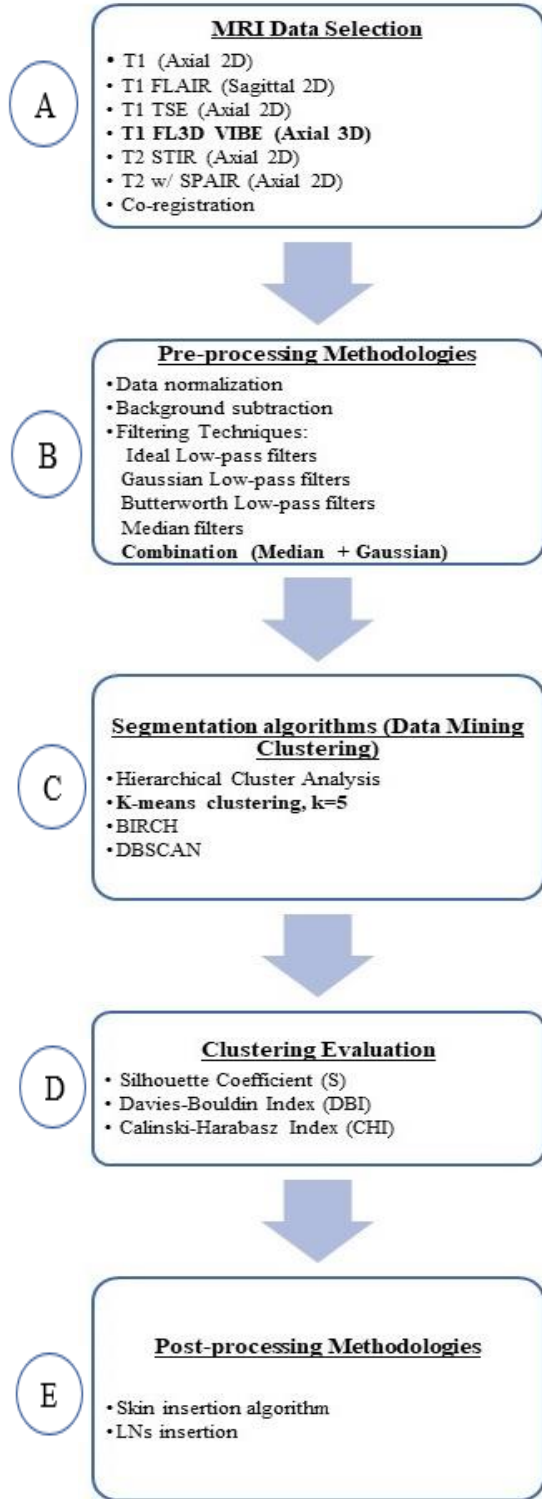 MRI Data Selection
• T1 (Axial 2D)
• T1 FLAIR (Sagittal 2D)
A
• T1 TSE (Axial 2D)
• T1 FL3D VIBE (Axial 3D)
• T2 STIR (Axial 2D)
• T2 w/ SPAIR (Axial 2D)
• Co-registration
Pre-processing Methodologies
• Data normalization
• Background subtraction
• Filtering Techniques:
B
Ideal Low-pass filters
Gaussian Low-pass filters
Butterworth Low-pass filters
Median filters
Combination (Median + Gaussian)
Segmentation algorithms (Data Mining
Clustering)
• Hierarchical Cluster Analysis
C
• K-means clustering, k=5
• BIRCH
• DBSCAN
Clustering Evaluation
D
• Silhouette Coefficient (S)
• Davies-Bouldin Index (DBI)
• Calinski-Harabasz Index (CHI)
Post-processing Methodologies
E
• Skin insertion algorithm
• LNs insertion